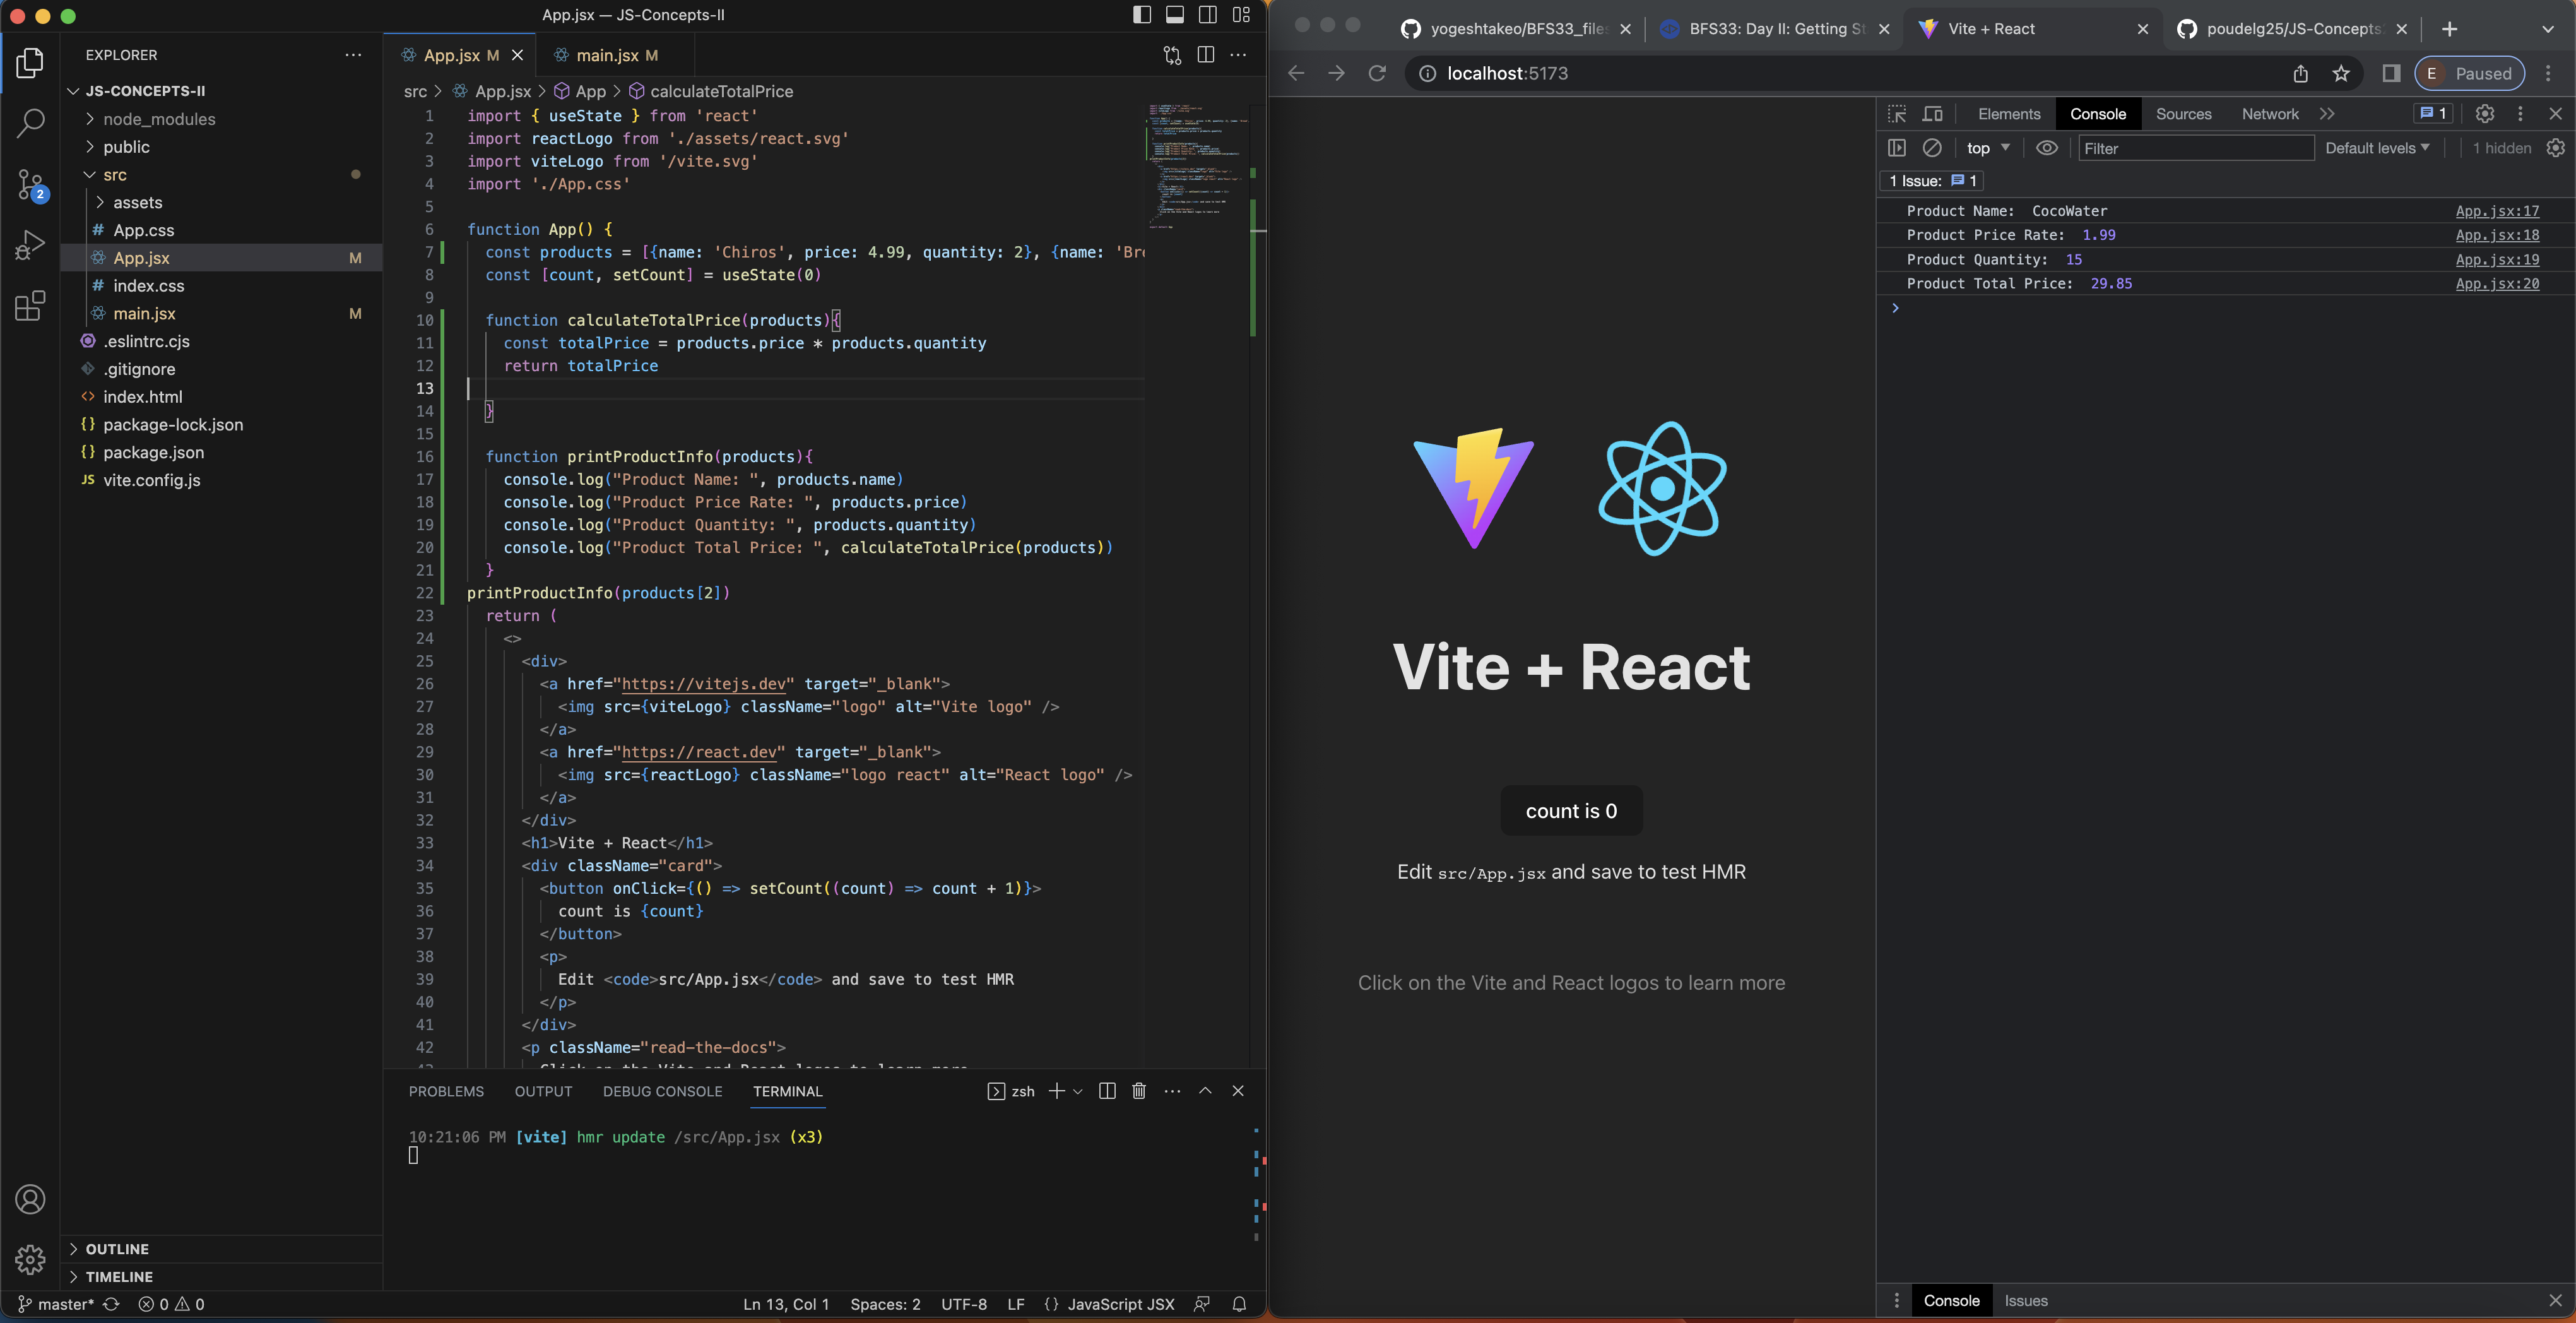 App.jsx — JS-Concepts-II
EXPLORER
JS-CONCEPTS-II
node_modules
public
src
assets
# App.css
App.jsx M
# index.css
main.jsx M
.eslintrc.cjs
.gitignore
<> index.html
{} package-lock.json
{} package.json
JS vite.config.js
2
OUTLINE
TIMELINE
App.jsx M
main.jsx M
src > App.jsx > App > calculateTotalPrice
1 import { useState } from 'react'
2 import reactLogo from './assets/react.svg'
3 import viteLogo from '/vite.svg'
4 import './App.css'
5
6 function App() {
7 const products = [{name: 'Chiros', price: 4.99, quantity: 2}, {name: 'Bre
8 const [count, setCount] = useState(0)
9
10 function calculateTotalPrice(products){
11 const totalPrice = products.price * products.quantity
12 return totalPrice
13
14 }
15
16 function printProductInfo(products){
17 console.log("Product Name: ", products.name)
18 console.log("Product Price Rate: ", products.price)
19 console.log("Product Quantity: ", products.quantity)
20 console.log("Product Total Price: ", calculateTotalPrice(products))
21 }
22 printProductInfo(products[2])
23 return (
24 <>
25 <div>
26 <a href="https://vitejs.dev" target="_blank">
27 <img src={viteLogo} className="logo" alt="Vite logo" />
28 </a>
29 <a href="https://react.dev" target="_blank">
30 <img src={reactLogo} className="logo react" alt="React logo" />
31 </a>
32 </div>
33 <h1>Vite + React</h1>
34 <div className="card">
35 <button onClick={() => setCount((count) => count + 1)}>
36 count is {count}
37 </button>
38 <p>
39 Edit <code>src/App.jsx</code> and save to test HMR
40 </p>
41 </div>
42 <p className="read-the-docs">
PROBLEMS OUTPUT DEBUG CONSOLE TERMINAL
zsh
10:21:06 PM [vite] hmr update /src/App.jsx (x3)
master* 0 0
Ln 13, Col 1 Spaces: 2 UTF-8 LF {} JavaScript JSX
yogeshtakeo/BFS33_files
BFS33: Day II: Getting St
Vite + React
poudelg25/JS-Concepts
localhost:5173
E Paused
Vite + React
count is 0
Edit src/App.jsx and save to test HMR
Click on the Vite and React logos to learn more
Elements Console Sources Network 1
top Filter Default levels 1 hidden
1 Issue: 1
Product Name: CocoWater App.jsx:17
Product Price Rate: 1.99 App.jsx:18
Product Quantity: 15 App.jsx:19
Product Total Price: 29.85 App.jsx:20
Console Issues